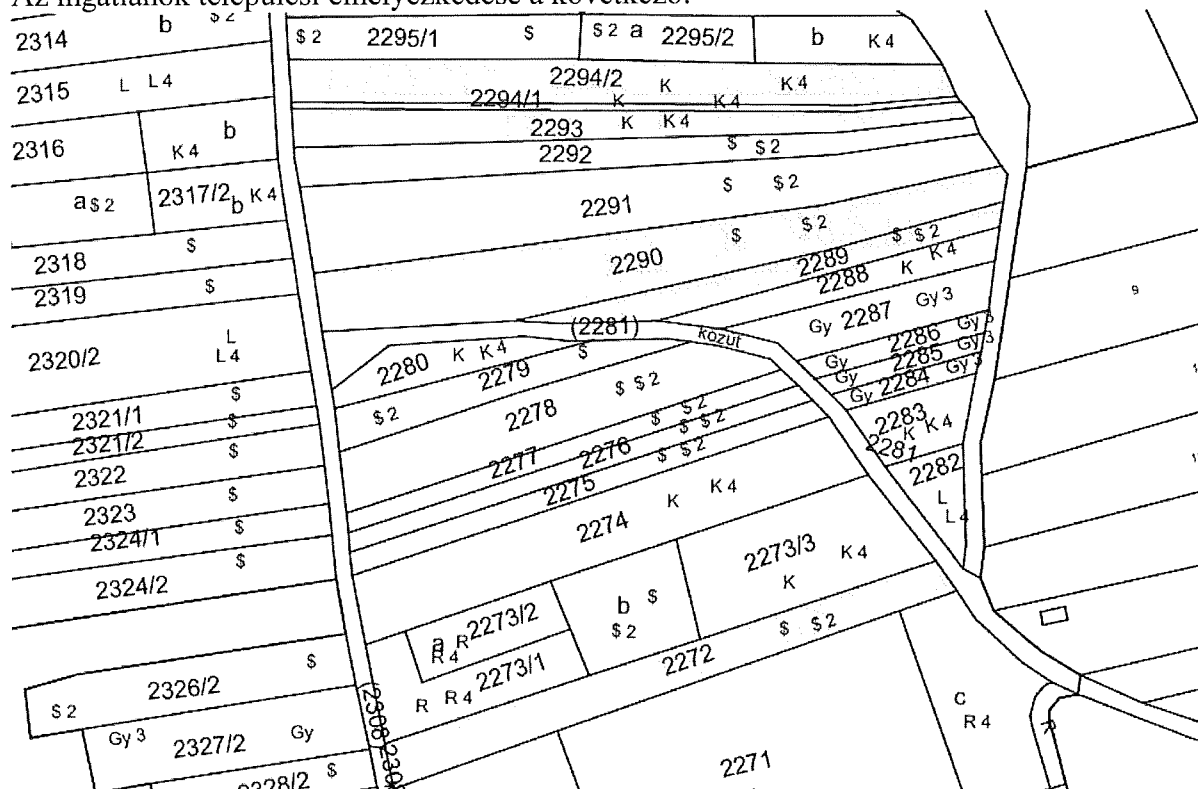 Az ingatlanok települési elhelyezkedése a következő:
2314 b $ 2
$ 2 2295/1 $ $ 2 a 2295/2 b K 4
2315 L L 4
2294/2 K K 4
2294/1 K K 4
2293 K K 4
2316 b K 4
2292 $ $ 2
a $ 2 2317/2 b K 4
2291 $ $ 2
2318 $
2290 $ $ 2
2289 $ $ 2
2319 $
2288 K K 4
2287 Gy Gy 3
9
(2281) közút
2286 Gy Gy 3
2285 Gy Gy 3
2284 Gy Gy 3
2320/2 L L 4
2280 K K 4
2279 $ $ 2
2278 $ $ 2
2283 K K 4
2281
2282 L L 4
2321/1 $
2321/2 $
2322 $
2277 $ $ 2
2276 $ $ 2
2275 $ $ 2
2323 $
2324/1 $
2274 K K 4
2324/2 $
2273/3 K K 4
a R R 4 2273/2
b $ $ 2
2273/1 R R 4
2272 $ $ 2
2326/2 $ $ 2
2327/2 Gy Gy 3
(2308
C R 4
R
2271
2328/2 $